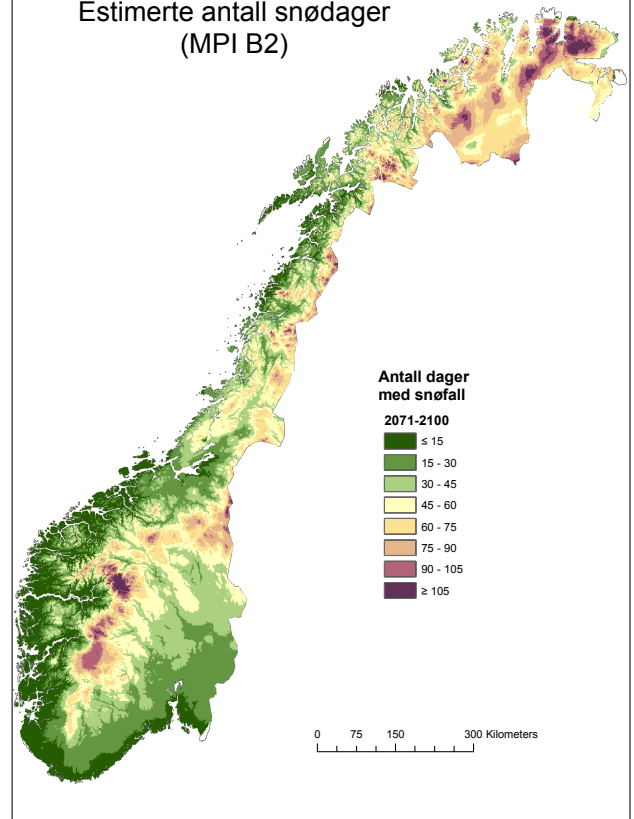 Estimerte antall snødager
(MPI B2)
Antall dager
med snøfall
2071-2100
≤ 15
15 - 30
30 - 45
45 - 60
60 - 75
75 - 90
90 - 105
≥ 105
0 75 150 300 Kilometers